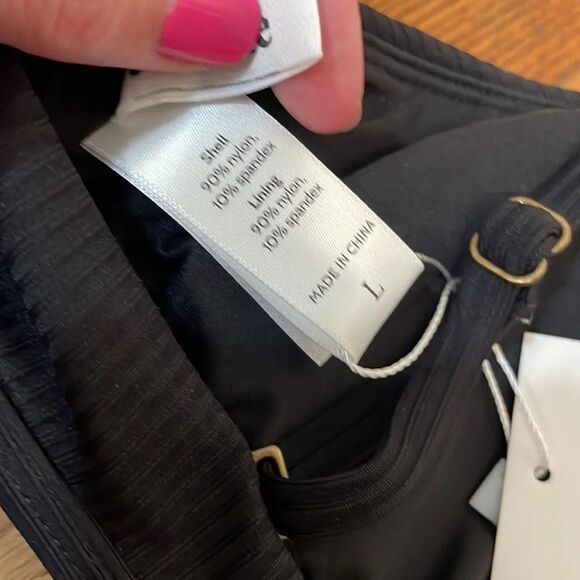 Shell
90% nylon,
10% spandex
Lining
90% nylon,
10% spandex
MADE IN CHINA
L